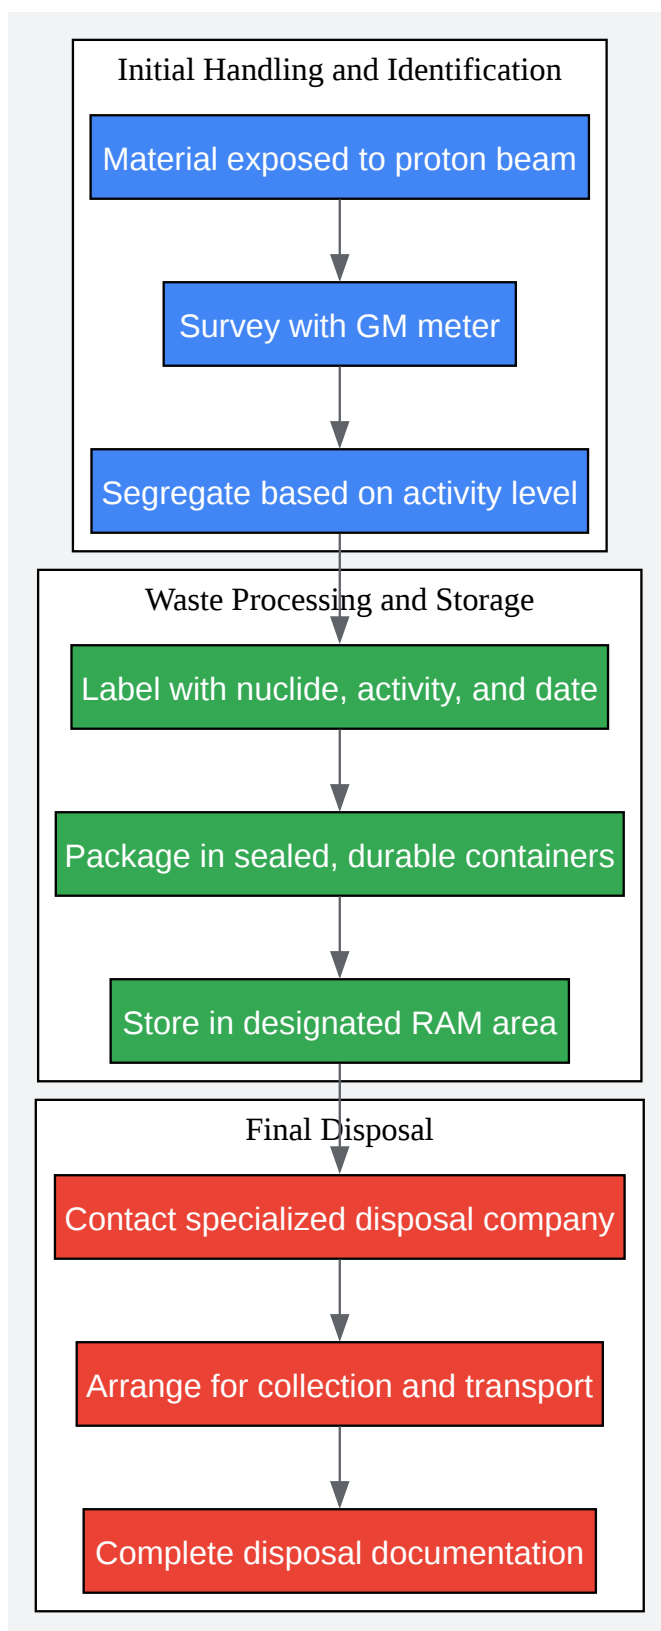 Initial Handling and Identification
Material exposed to proton beam
Survey with GM meter
Segregate based on activity level
Waste Processing and Storage
Label with nuclide, activity, and date
Package in sealed, durable containers
Store in designated RAM area
Final Disposal
Contact specialized disposal company
Arrange for collection and transport
Complete disposal documentation